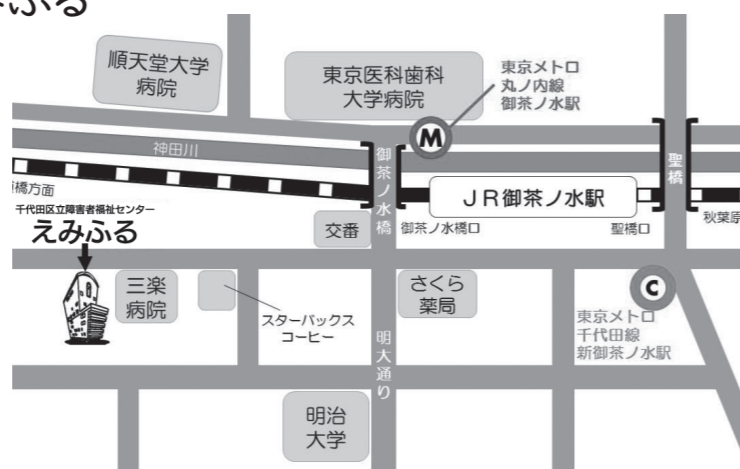 みふる
順天堂大学
病院
東京医科歯科
大学病院
東京メトロ
丸ノ内線
御茶ノ水駅
M
神田川
御茶ノ水橋
聖橋
橋方面
JR御茶ノ水駅
秋葉原
千代田区立障害者福祉センター
えみふる
交番
御茶ノ水橋口
聖橋口
三楽
病院
スターバックス
コーヒー
さくら
薬局
C
東京メトロ
千代田線
新御茶ノ水駅
明大通り
明治
大学